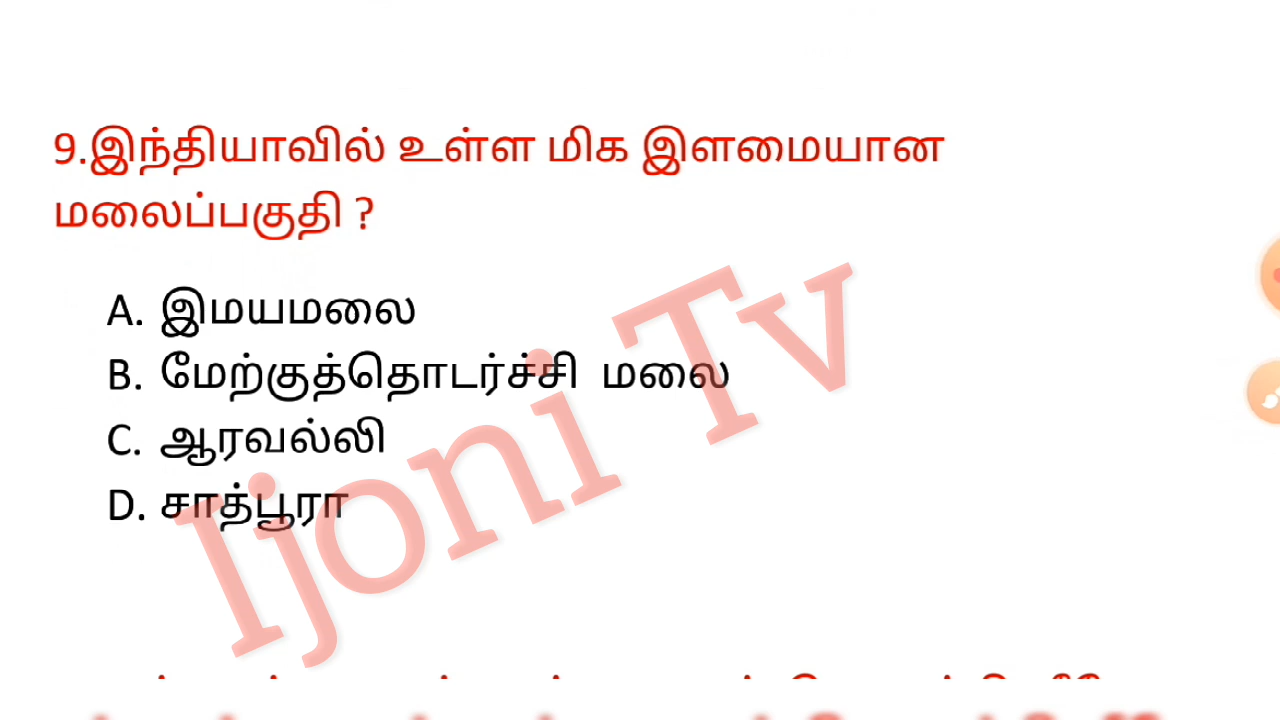 9.இந்தியாவில் உள்ள மிக இளமையான
மலைப்பகுதி ?
A. இமயமலை
B. மேற்குத்தொடர்ச்சி மலை
C. ஆரவல்லி
D. சாத்பூரா
Ijoni Tv